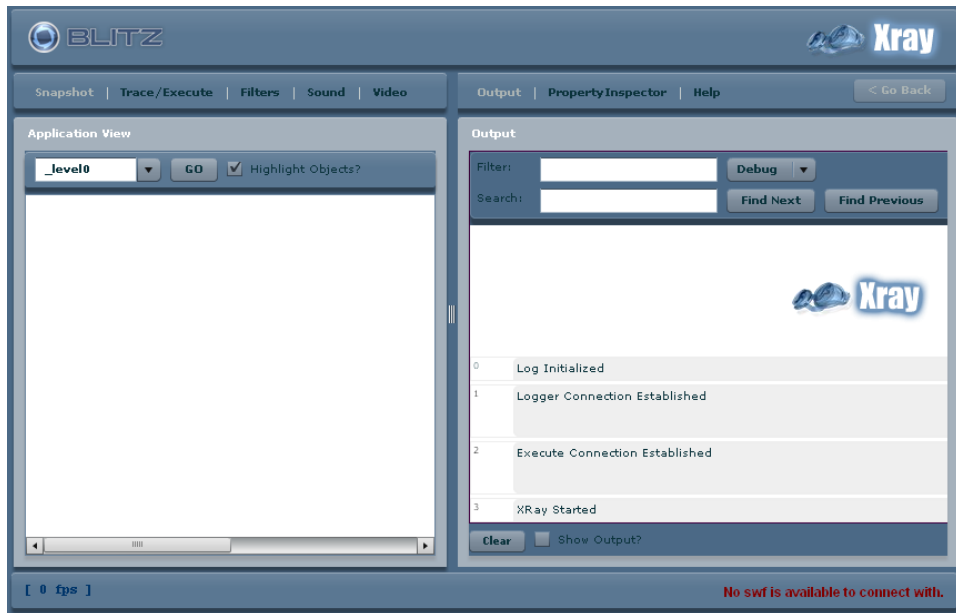 BLITZ
Xray
Snapshot | Trace/Execute | Filters | Sound | Video
Output | PropertyInspector | Help
< Go Back
Application View
_level0
GO
Highlight Objects?
Output
Filter:
Debug
Search:
Find Next
Find Previous
Xray
0 Log Initialized
1 Logger Connection Established
2 Execute Connection Established
3 XRay Started
Clear
Show Output?
[ 0 fps ]
No swf is available to connect with.